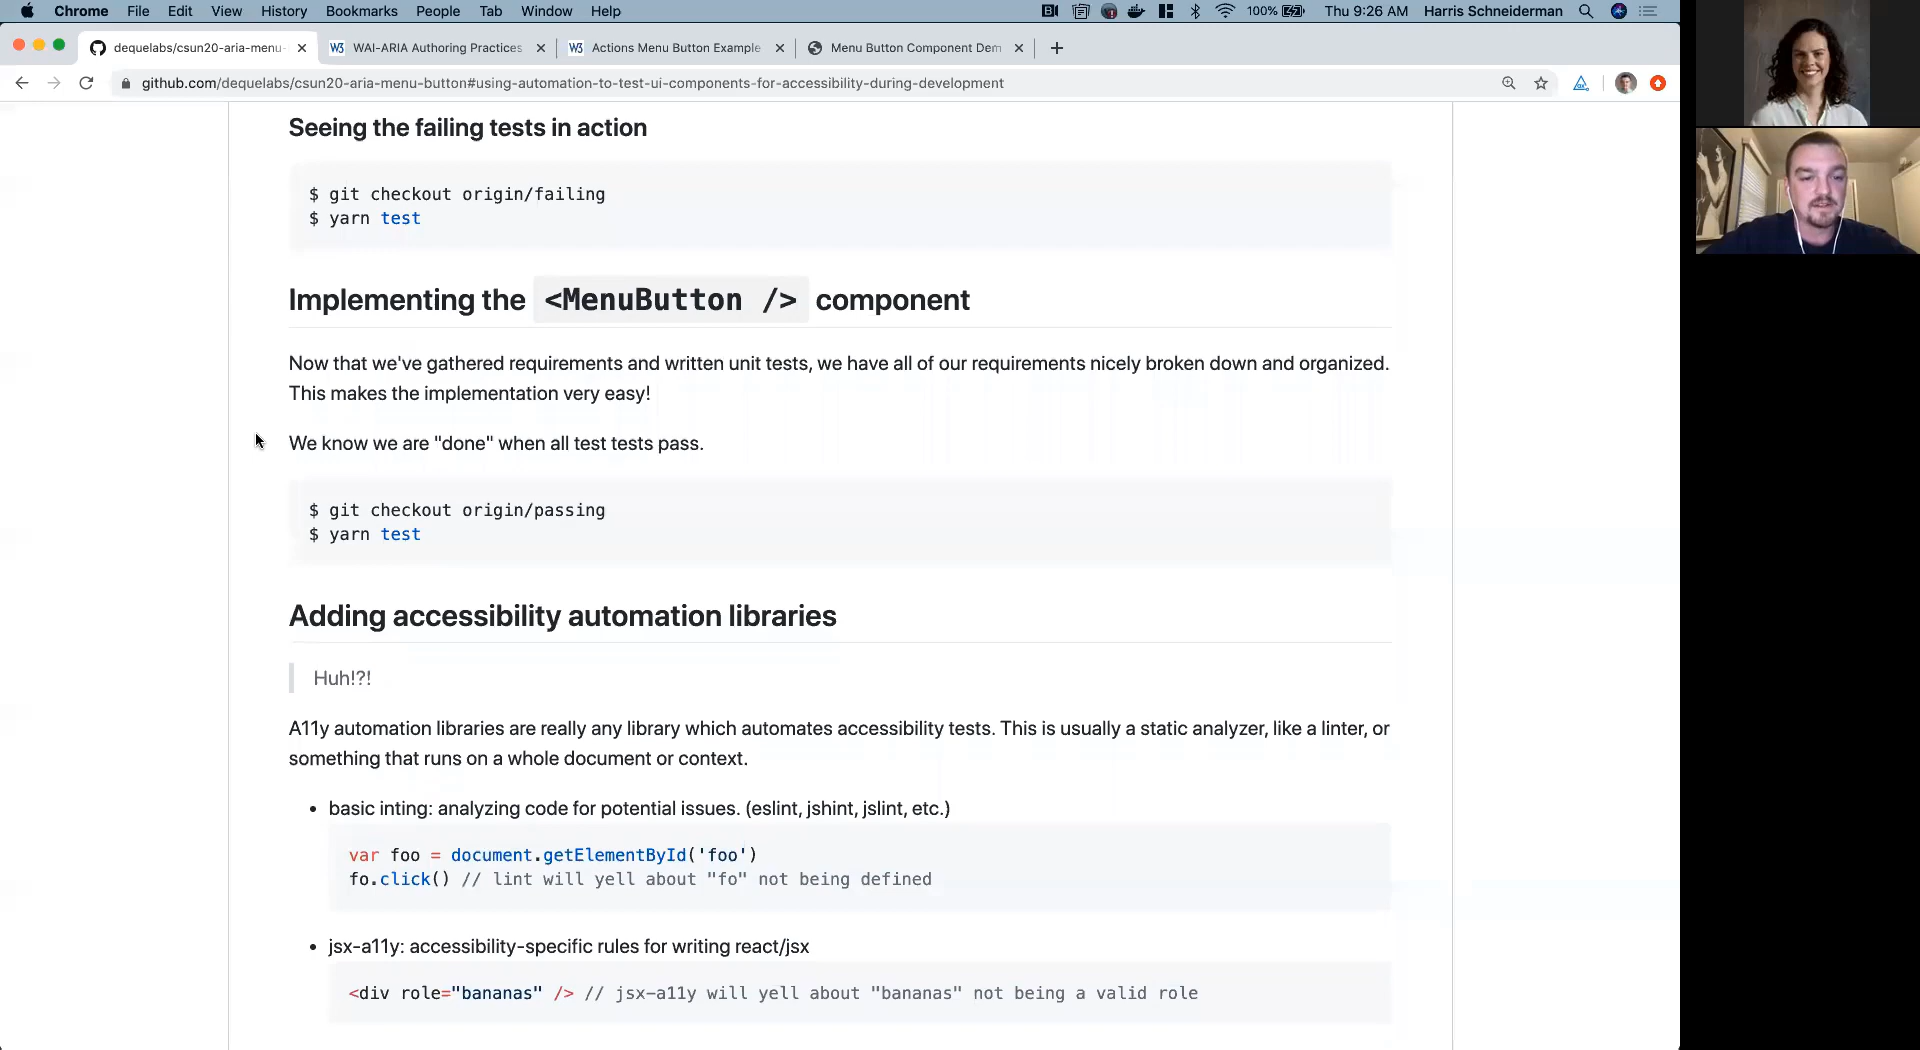 Chrome File Edit View History Bookmarks People Tab Window Help 100% Thu 9:26 AM Harris Schneiderman
dequelabs/csun20-aria-menu- WAI-ARIA Authoring Practices Actions Menu Button Example Menu Button Component Dem
github.com/dequelabs/csun20-aria-menu-button#using-automation-to-test-ui-components-for-accessibility-during-development
Seeing the failing tests in action
$ git checkout origin/failing
$ yarn test
Implementing the <MenuButton /> component
Now that we've gathered requirements and written unit tests, we have all of our requirements nicely broken down and organized.
This makes the implementation very easy!
We know we are "done" when all test tests pass.
$ git checkout origin/passing
$ yarn test
Adding accessibility automation libraries
Huh!?!
A11y automation libraries are really any library which automates accessibility tests. This is usually a static analyzer, like a linter, or
something that runs on a whole document or context.
• basic inting: analyzing code for potential issues. (eslint, jshint, jslint, etc.)
var foo = document.getElementById('foo')
fo.click() // lint will yell about "fo" not being defined
• jsx-a11y: accessibility-specific rules for writing react/jsx
<div role="bananas" /> // jsx-a11y will yell about "bananas" not being a valid role